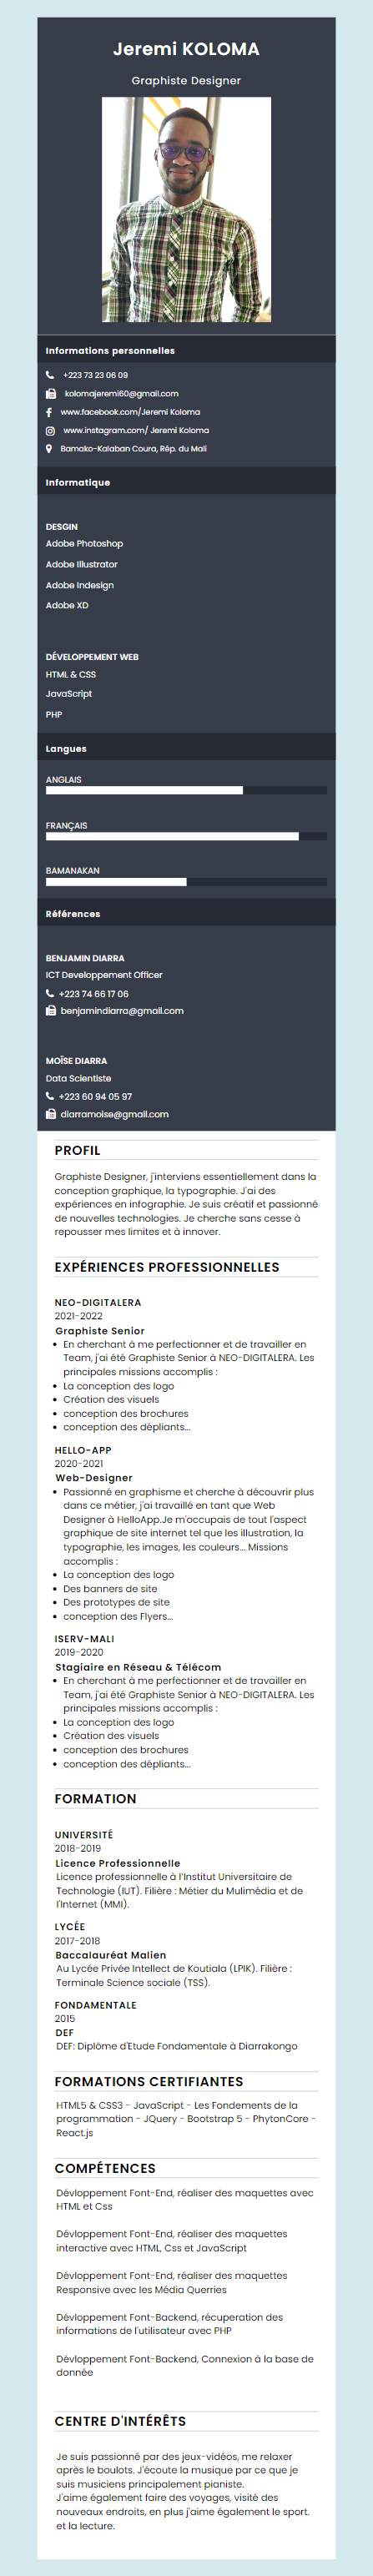 Jeremi KOLOMA
Graphiste Designer
Informations personnelles
+223 73 23 06 09
kolomajeremi60@gmail.com
www.facebook.com/Jeremi Koloma
www.instagram.com/ Jeremi Koloma
Bamako-Kalaban Coura, Rép. du Mali
Informatique
DESGIN
Adobe Photoshop
Adobe Illustrator
Adobe Indesign
Adobe XD
DÉVELOPPEMENT WEB
HTML & CSS
JavaScript
PHP
Langues
ANGLAIS
FRANÇAIS
BAMANAKAN
Références
BENJAMIN DIARRA
ICT Developpement Officer
+223 74 66 17 06
benjamindiarra@gmail.com
MOÏSE DIARRA
Data Scientiste
+223 60 94 05 97
diarramoise@gmail.com
PROFIL
Graphiste Designer, j'interviens essentiellement dans la
conception graphique, la typographie. J'ai des
expériences en infographie. Je suis créatif et passionné
de nouvelles technologies. Je cherche sans cesse à
repousser mes limites et à innover.
EXPÉRIENCES PROFESSIONNELLES
NEO-DIGITALERA
2021-2022
Graphiste Senior
• En cherchant à me perfectionner et de travailler en
Team, j'ai été Graphiste Senior à NEO-DIGITALERA. Les
principales missions accomplis :
• La conception des logo
• Création des visuels
• conception des brochures
• conception des dépliants...
HELLO-APP
2020-2021
Web-Designer
• Passionné en graphisme et cherche à découvrir plus
dans ce métier, j'ai travaillé en tant que Web
Designer à HelloApp.Je m'occupais de tout l'aspect
graphique de site internet tel que les illustration, la
typographie, les images, les couleurs... Missions
accomplis :
• La conception des logo
• Des banners de site
• Des prototypes de site
• conception des Flyers...
ISERV-MALI
2019-2020
Stagiaire en Réseau & Télécom
• En cherchant à me perfectionner et de travailler en
Team, j'ai été Graphiste Senior à NEO-DIGITALERA. Les
principales missions accomplis :
• La conception des logo
• Création des visuels
• conception des brochures
• conception des dépliants...
FORMATION
UNIVERSITÉ
2018-2019
Licence Professionnelle
Licence professionnelle à l'Institut Universitaire de
Technologie (IUT). Filière : Métier du Mulimédia et de
l'Internet (MMI).
LYCÉE
2017-2018
Baccalauréat Malien
Au Lycée Privée Intellect de Koutiala (LPIK). Filière :
Terminale Science sociale (TSS).
FONDAMENTALE
2015
DEF
DEF: Diplôme d'Etude Fondamentale à Diarrakongo
FORMATIONS CERTIFIANTES
HTML5 & CSS3 - JavaScript - Les Fondements de la
programmation - JQuery - Bootstrap 5 - PhytonCore -
React.js
COMPÉTENCES
Dévloppement Font-End, réaliser des maquettes avec
HTML et Css
Dévloppement Font-End, réaliser des maquettes
interactive avec HTML, Css et JavaScript
Dévloppement Font-End, réaliser des maquettes
Responsive avec les Média Querries
Dévloppement Font-Backend, récuperation des
informations de l'utilisateur avec PHP
Dévloppement Font-Backend, Connexion à la base de
donnée
CENTRE D'INTÉRÊTS
Je suis passionné par des jeux-vidéos, me relaxer
après le boulots. J'écoute la musique par ce que je
suis musiciens principalement pianiste.
J'aime également faire des voyages, visité des
nouveaux endroits, en plus j'aime également le sport.
et la lecture.